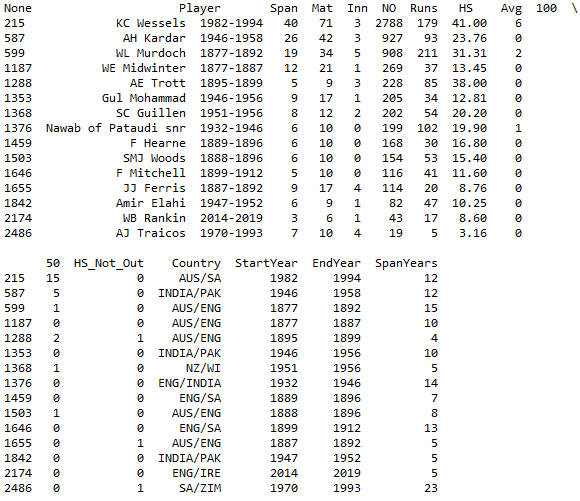 None Player Span Mat Inn NO Runs HS Avg 100 \
215 KC Wessels 1982-1994 40 71 3 2788 179 41.00 6
587 AH Kardar 1946-1958 26 42 3 927 93 23.76 0
599 WL Murdoch 1877-1892 19 34 5 908 211 31.31 2
1187 WE Midwinter 1877-1887 12 21 1 269 37 13.45 0
1288 AE Trott 1895-1899 5 9 3 228 85 38.00 0
1353 Gul Mohammad 1946-1956 9 17 1 205 34 12.81 0
1368 SC Guillen 1951-1956 8 12 2 202 54 20.20 0
1376 Nawab of Pataudi snr 1932-1946 6 10 0 199 102 19.90 1
1459 F Hearne 1889-1896 6 10 0 168 30 16.80 0
1503 SMJ Woods 1888-1896 6 10 0 154 53 15.40 0
1646 F Mitchell 1899-1912 5 10 0 116 41 11.60 0
1655 JJ Ferris 1887-1892 9 17 4 114 20 8.76 0
1842 Amir Elahi 1947-1952 6 9 1 82 47 10.25 0
2174 WB Rankin 2014-2019 3 6 1 43 17 8.60 0
2486 AJ Traicos 1970-1993 7 10 4 19 5 3.16 0
50 HS_Not_Out Country StartYear EndYear SpanYears
215 15 0 AUS/SA 1982 1994 12
587 5 0 INDIA/PAK 1946 1958 12
599 1 0 AUS/ENG 1877 1892 15
1187 0 0 AUS/ENG 1877 1887 10
1288 2 1 AUS/ENG 1895 1899 4
1353 0 0 INDIA/PAK 1946 1956 10
1368 1 0 NZ/WI 1951 1956 5
1376 0 0 ENG/INDIA 1932 1946 14
1459 0 0 ENG/SA 1889 1896 7
1503 1 0 AUS/ENG 1888 1896 8
1646 0 0 ENG/SA 1899 1912 13
1655 0 1 AUS/ENG 1887 1892 5
1842 0 0 INDIA/PAK 1947 1952 5
2174 0 0 ENG/IRE 2014 2019 5
2486 0 1 SA/ZIM 1970 1993 23